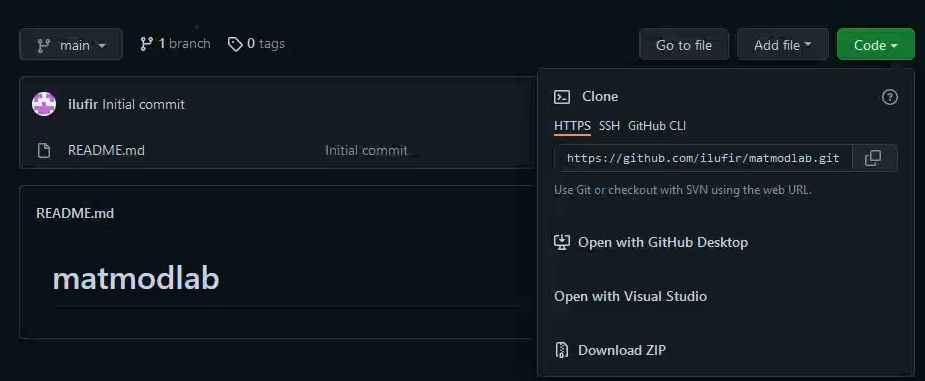 main 1 branch 0 tags Go to file Add file Code
ilufir Initial commit
README.md Initial commit
README.md
matmodlab
Clone
HTTPS SSH GitHub CLI
https://github.com/ilufir/matmodlab.git
Use Git or checkout with SVN using the web URL.
Open with GitHub Desktop
Open with Visual Studio
Download ZIP